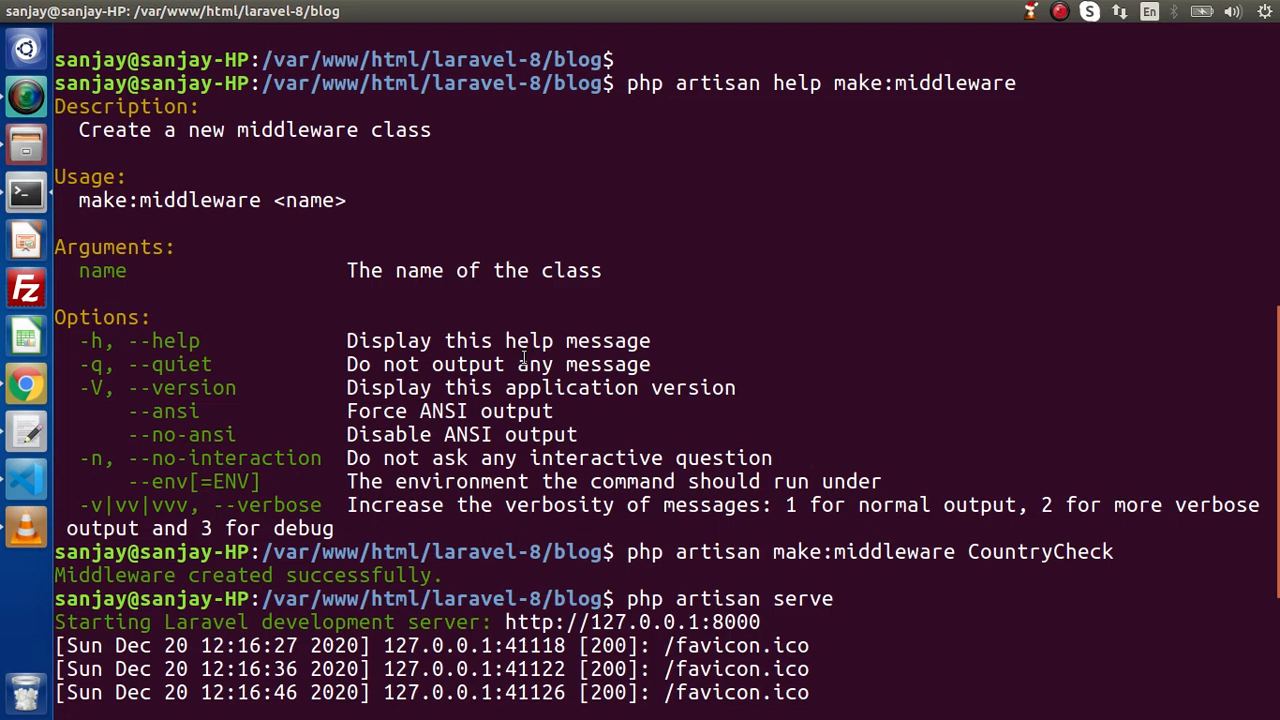 sanjay@sanjay-HP: /var/www/html/laravel-8/blog
S
En
sanjay@sanjay-HP:/var/www/html/laravel-8/blog$
sanjay@sanjay-HP:/var/www/html/laravel-8/blog$ php artisan help make:middleware
Description:
Create a new middleware class
Usage:
make:middleware <name>
Arguments:
name The name of the class
Options:
-h, --help Display this help message
-q, --quiet Do not output any message
-V, --version Display this application version
--ansi Force ANSI output
--no-ansi Disable ANSI output
-n, --no-interaction Do not ask any interactive question
--env[=ENV] The environment the command should run under
-v|vv|vvv, --verbose Increase the verbosity of messages: 1 for normal output, 2 for more verbose
output and 3 for debug
sanjay@sanjay-HP:/var/www/html/laravel-8/blog$ php artisan make:middleware CountryCheck
Middleware created successfully.
sanjay@sanjay-HP:/var/www/html/laravel-8/blog$ php artisan serve
Starting Laravel development server: http://127.0.0.1:8000
[Sun Dec 20 12:16:27 2020] 127.0.0.1:41118 [200]: /favicon.ico
[Sun Dec 20 12:16:36 2020] 127.0.0.1:41122 [200]: /favicon.ico
[Sun Dec 20 12:16:46 2020] 127.0.0.1:41126 [200]: /favicon.ico
Fz